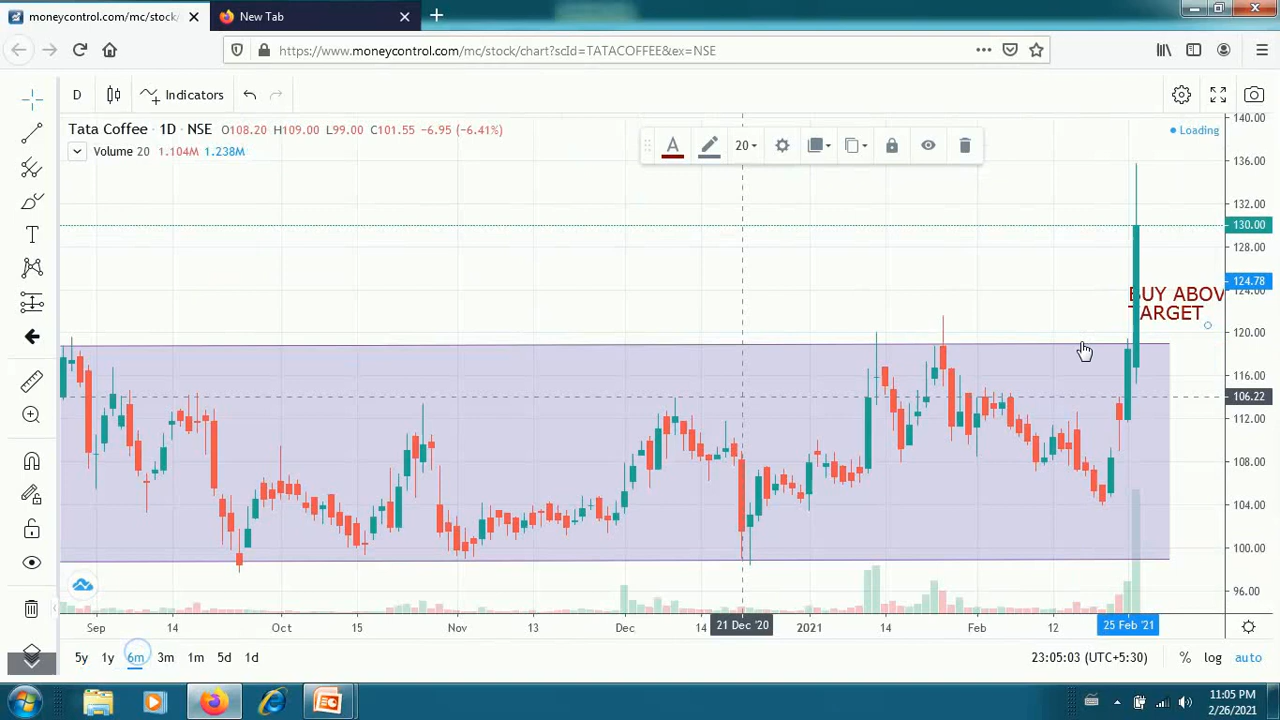 moneycontrol.com/mc/stock/
New Tab
https://www.moneycontrol.com/mc/stock/chart?scId=TATACOFFEE&ex=NSE
D
Indicators
Tata Coffee · 1D · NSE O108.20 H109.00 L99.00 C101.55 -6.95 (-6.41%)
Volume 20 1.104M 1.238M
A
20
Loading
140.00
136.00
132.00
130.00
128.00
124.78
124.00
BUY ABOV
TARGET
120.00
116.00
106.22
112.00
108.00
104.00
100.00
96.00
Sep 14 Oct 15 Nov 13 Dec 14 21 Dec '20 2021 14 Feb 12 25 Feb '21
5y 1y 6m 3m 1m 5d 1d
23:05:03 (UTC+5:30) % log auto
11:05 PM
2/26/2021